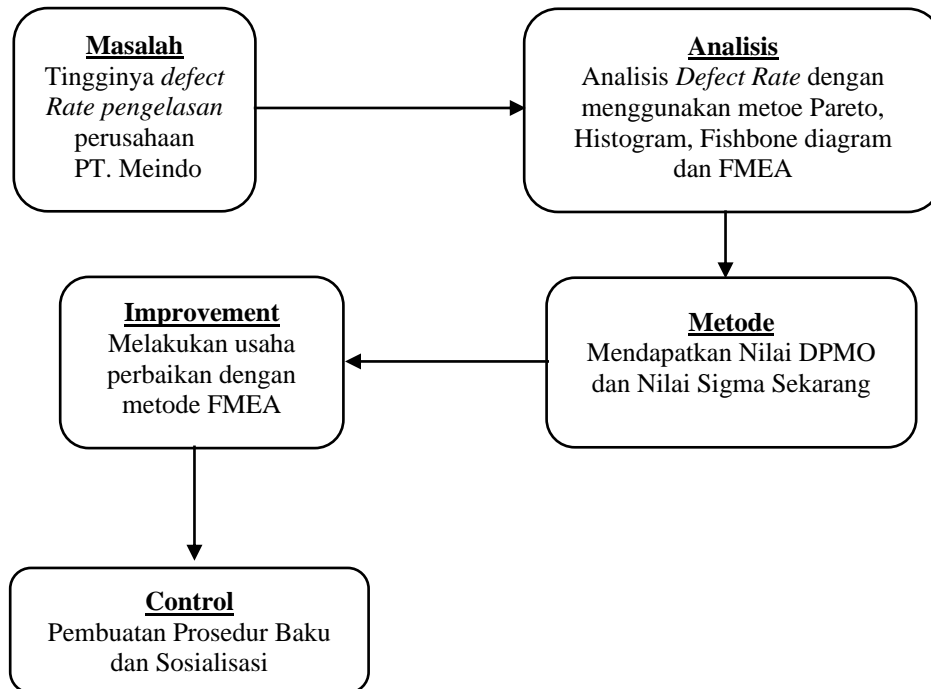 Masalah
Tingginya defect
Rate pengelasan
perusahaan
PT. Meindo
Analisis
Analisis Defect Rate dengan
menggunakan metoe Pareto,
Histogram, Fishbone diagram
dan FMEA
Metode
Mendapatkan Nilai DPMO
dan Nilai Sigma Sekarang
Improvement
Melakukan usaha
perbaikan dengan
metode FMEA
Control
Pembuatan Prosedur Baku
dan Sosialisasi